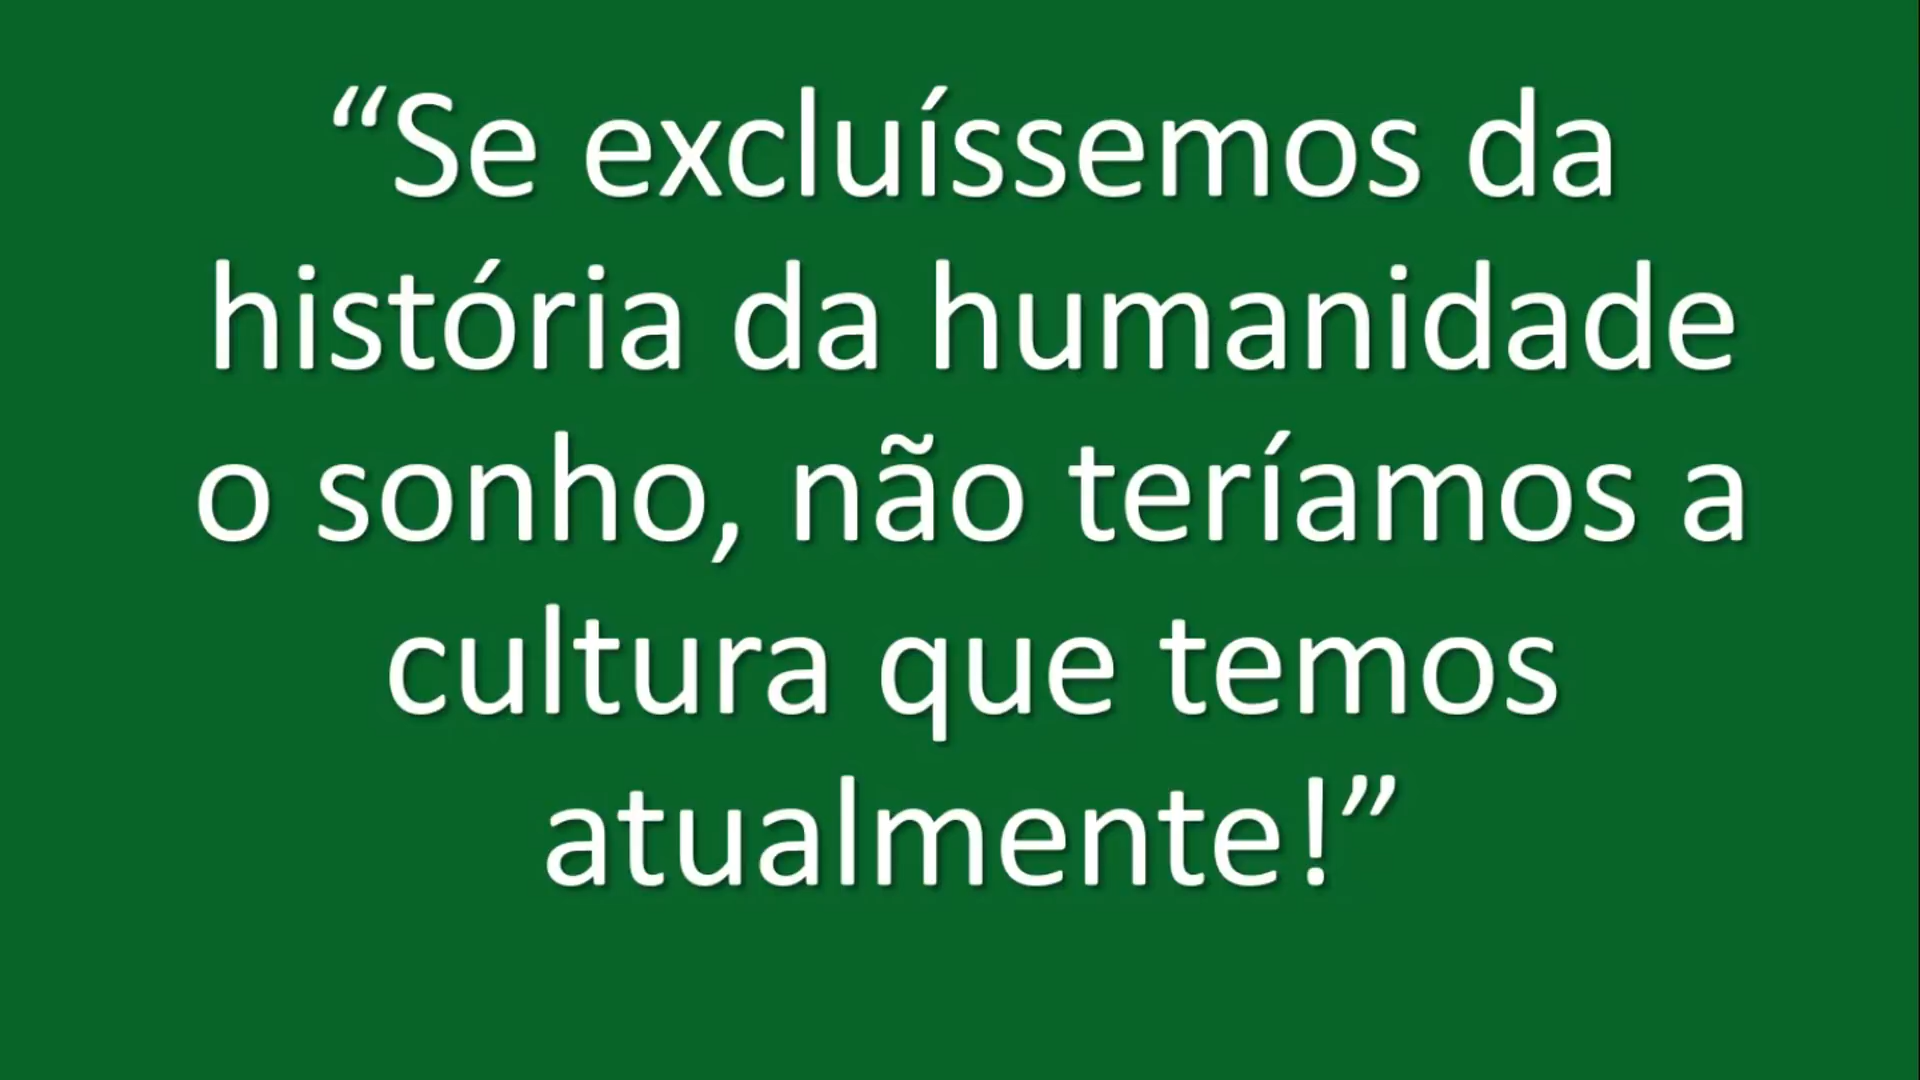 “Se excluíssemos da
história da humanidade
o sonho, não teríamos a
cultura que temos
atualmente!”